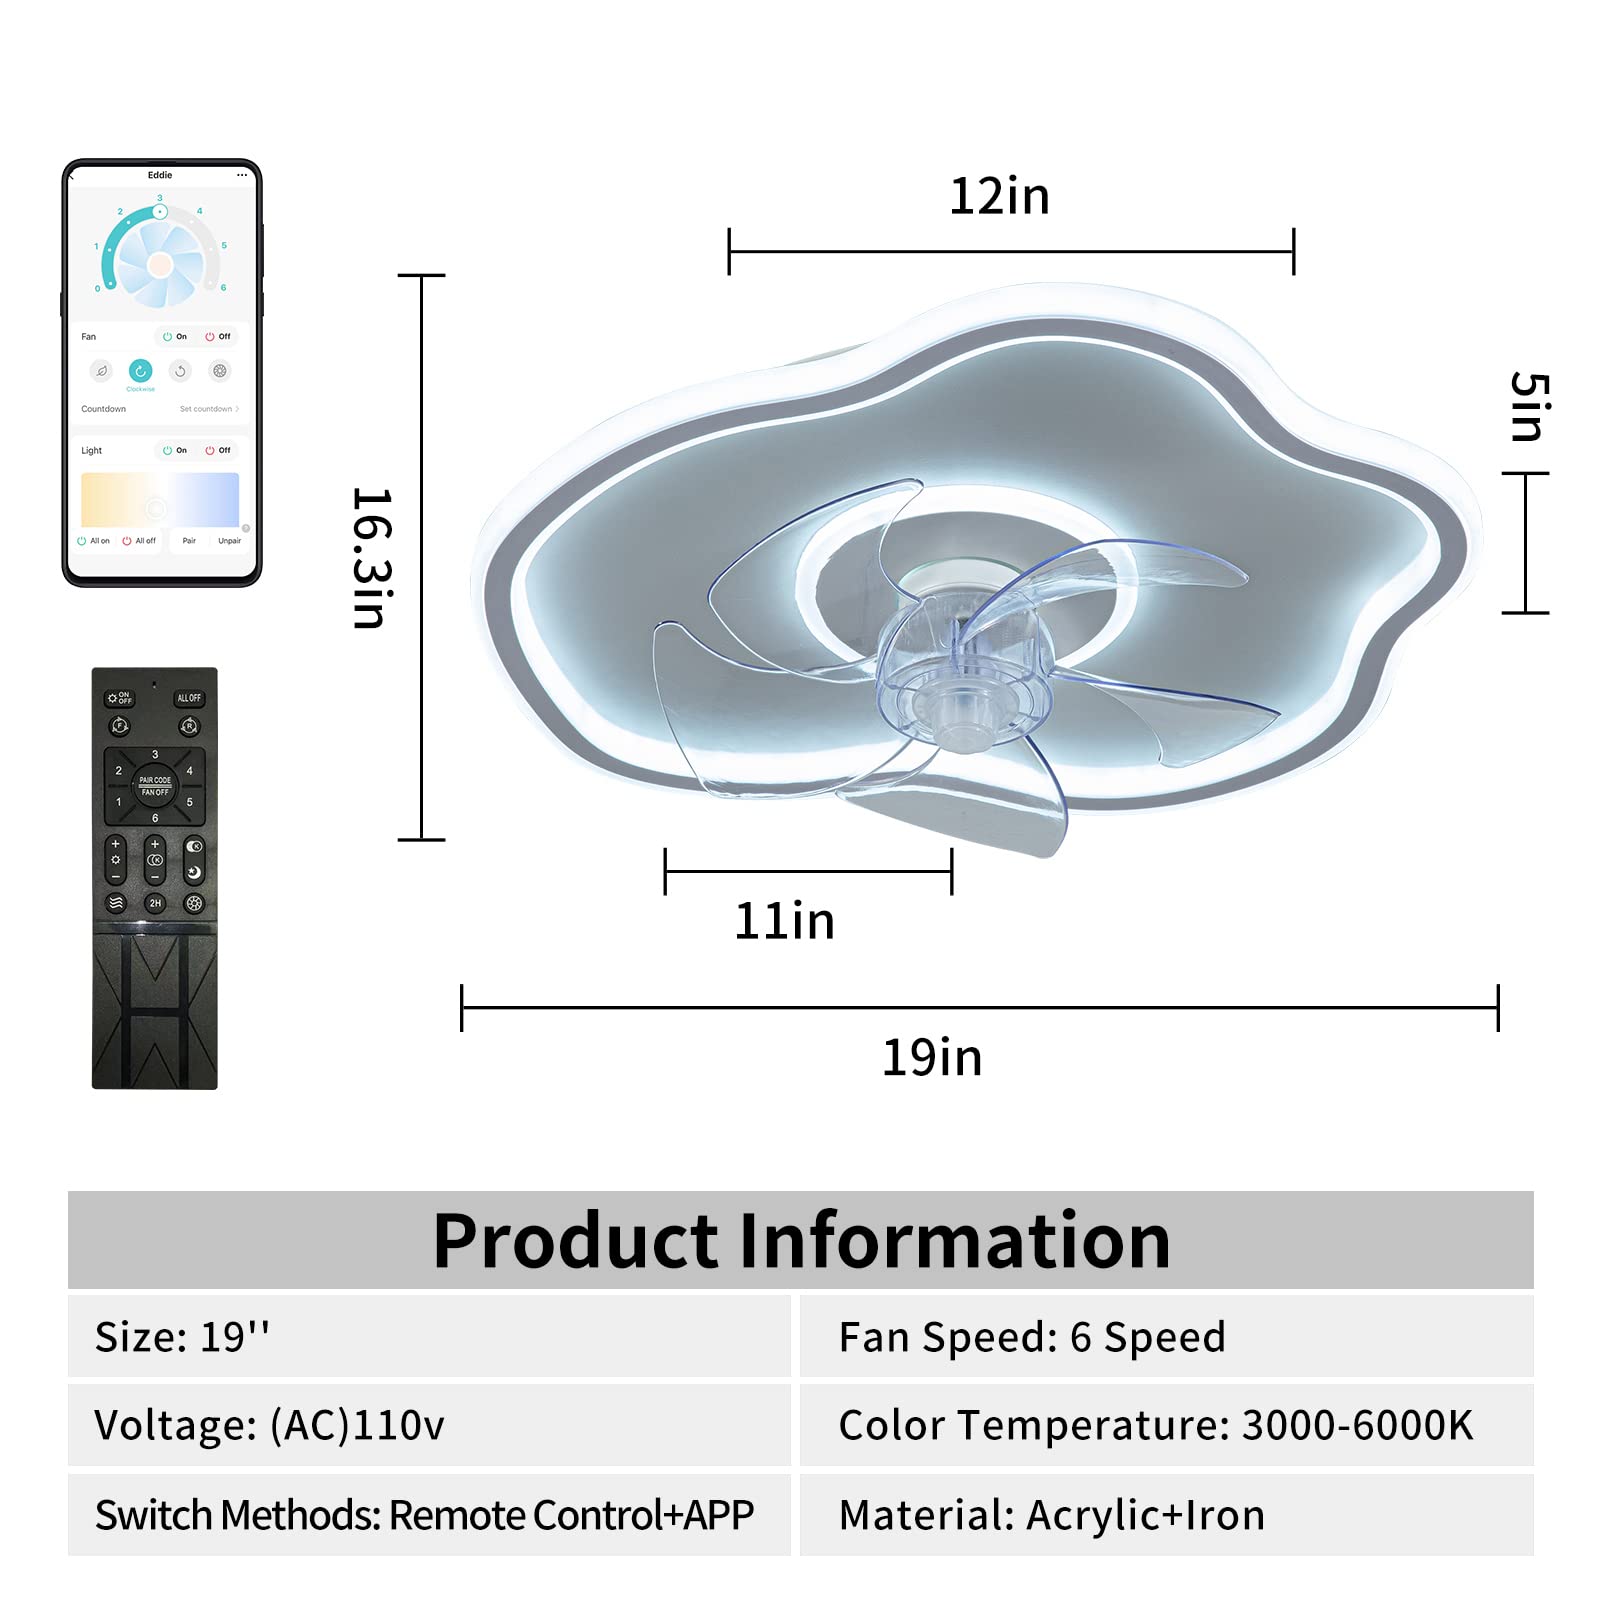 Eddie
0
1
2
3
4
5
6
Fan
On
Off
Clockwise
Countdown
Set countdown
Light
On
Off
All on
All off
Pair
Unpair
ON
OFF
ALL OFF
F
R
3
2
4
PAIR CODE
FAN OFF
1
5
6
+
+
K
K
−
−
2H
12in
16.3in
5in
11in
19in
Product Information
Size: 19''
Fan Speed: 6 Speed
Voltage: (AC)110v
Color Temperature: 3000-6000K
Switch Methods: Remote Control+APP
Material: Acrylic+Iron